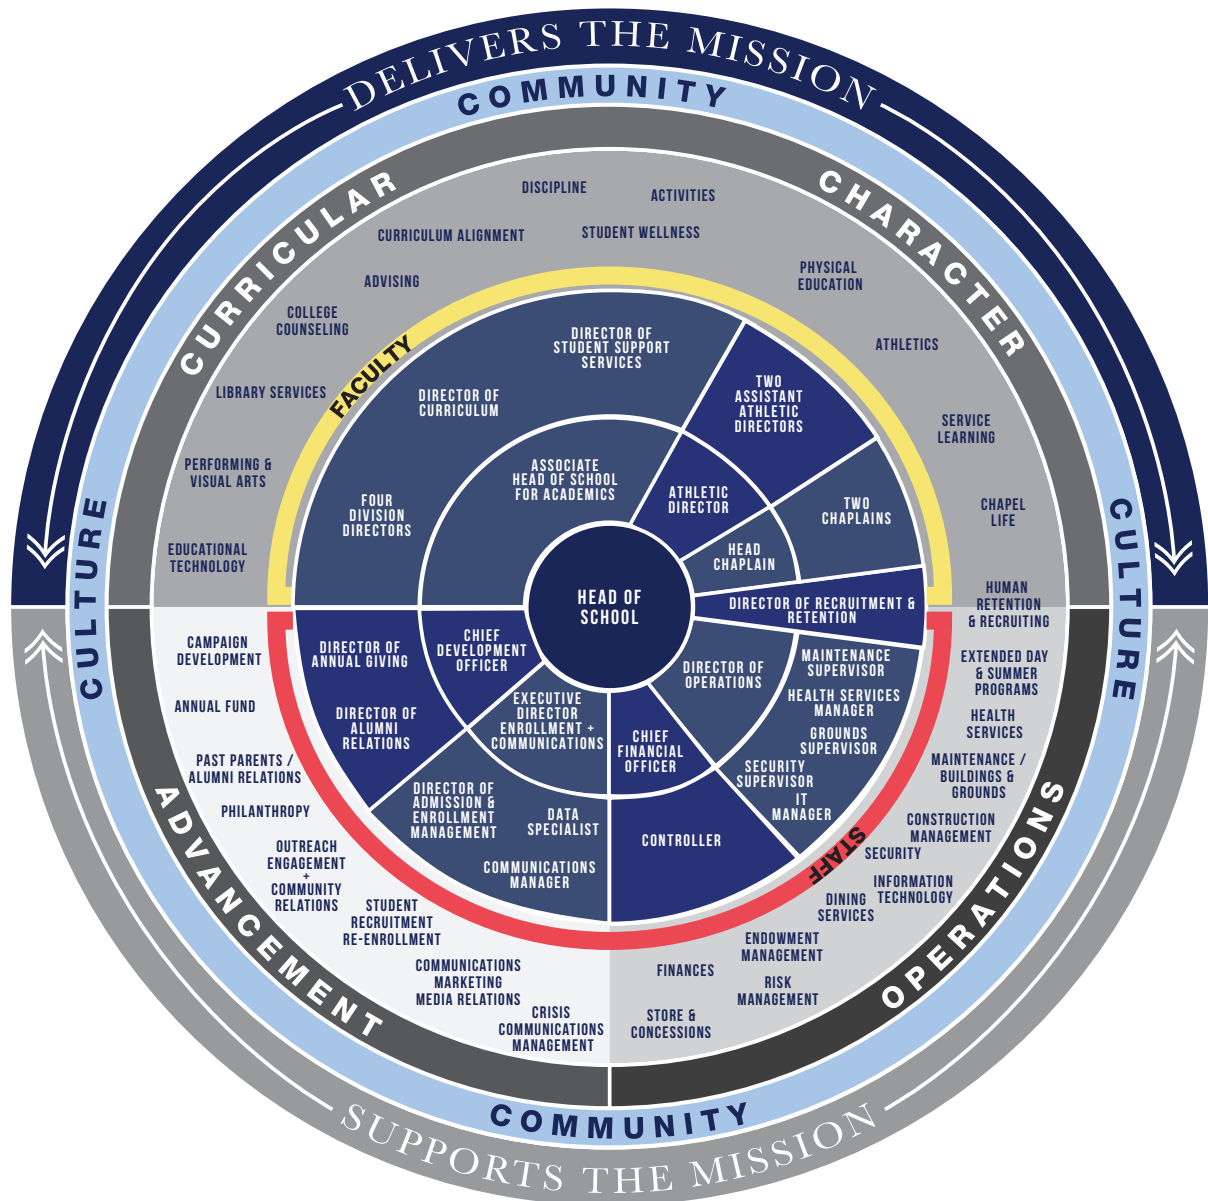 DELIVERS THE MISSION
COMMUNITY
CURRICULAR
CHARACTER
CULTURE
CULTURE
DISCIPLINE
ACTIVITIES
CURRICULUM ALIGNMENT
STUDENT WELLNESS
ADVISING
PHYSICAL
EDUCATION
COLLEGE
COUNSELING
ATHLETICS
LIBRARY SERVICES
SERVICE
LEARNING
PERFORMING &
VISUAL ARTS
CHAPEL
LIFE
EDUCATIONAL
TECHNOLOGY
HUMAN
RETENTION
& RECRUITING
FACULTY
DIRECTOR OF
STUDENT SUPPORT
SERVICES
DIRECTOR OF
CURRICULUM
FOUR
DIVISION
DIRECTORS
TWO
ASSISTANT
ATHLETIC
DIRECTORS
TWO
CHAPLAINS
ASSOCIATE
HEAD OF SCHOOL
FOR ACADEMICS
ATHLETIC
DIRECTOR
HEAD
CHAPLAIN
HEAD OF
SCHOOL
DIRECTOR OF RECRUITMENT &
RETENTION
CHIEF
DEVELOPMENT
OFFICER
DIRECTOR OF
ANNUAL GIVING
DIRECTOR OF
ALUMNI
RELATIONS
EXECUTIVE
DIRECTOR
ENROLLMENT +
COMMUNICATIONS
CHIEF
FINANCIAL
OFFICER
DIRECTOR OF
OPERATIONS
MAINTENANCE
SUPERVISOR
HEALTH SERVICES
MANAGER
GROUNDS
SUPERVISOR
SECURITY
SUPERVISOR
IT
MANAGER
DIRECTOR OF
ADMISSION &
ENROLLMENT
MANAGEMENT
DATA
SPECIALIST
COMMUNICATIONS
MANAGER
CONTROLLER
STAFF
CAMPAIGN
DEVELOPMENT
ANNUAL FUND
PAST PARENTS /
ALUMNI RELATIONS
PHILANTHROPY
OUTREACH
ENGAGEMENT
+
COMMUNITY
RELATIONS
STUDENT
RECRUITMENT
RE-ENROLLMENT
COMMUNICATIONS
MARKETING
MEDIA RELATIONS
CRISIS
COMMUNICATIONS
MANAGEMENT
EXTENDED DAY
& SUMMER
PROGRAMS
HEALTH
SERVICES
MAINTENANCE /
BUILDINGS &
GROUNDS
CONSTRUCTION
MANAGEMENT
SECURITY
INFORMATION
TECHNOLOGY
DINING
SERVICES
ENDOWMENT
MANAGEMENT
FINANCES
RISK
MANAGEMENT
STORE &
CONCESSIONS
ADVANCEMENT
OPERATIONS
COMMUNITY
SUPPORTS THE MISSION